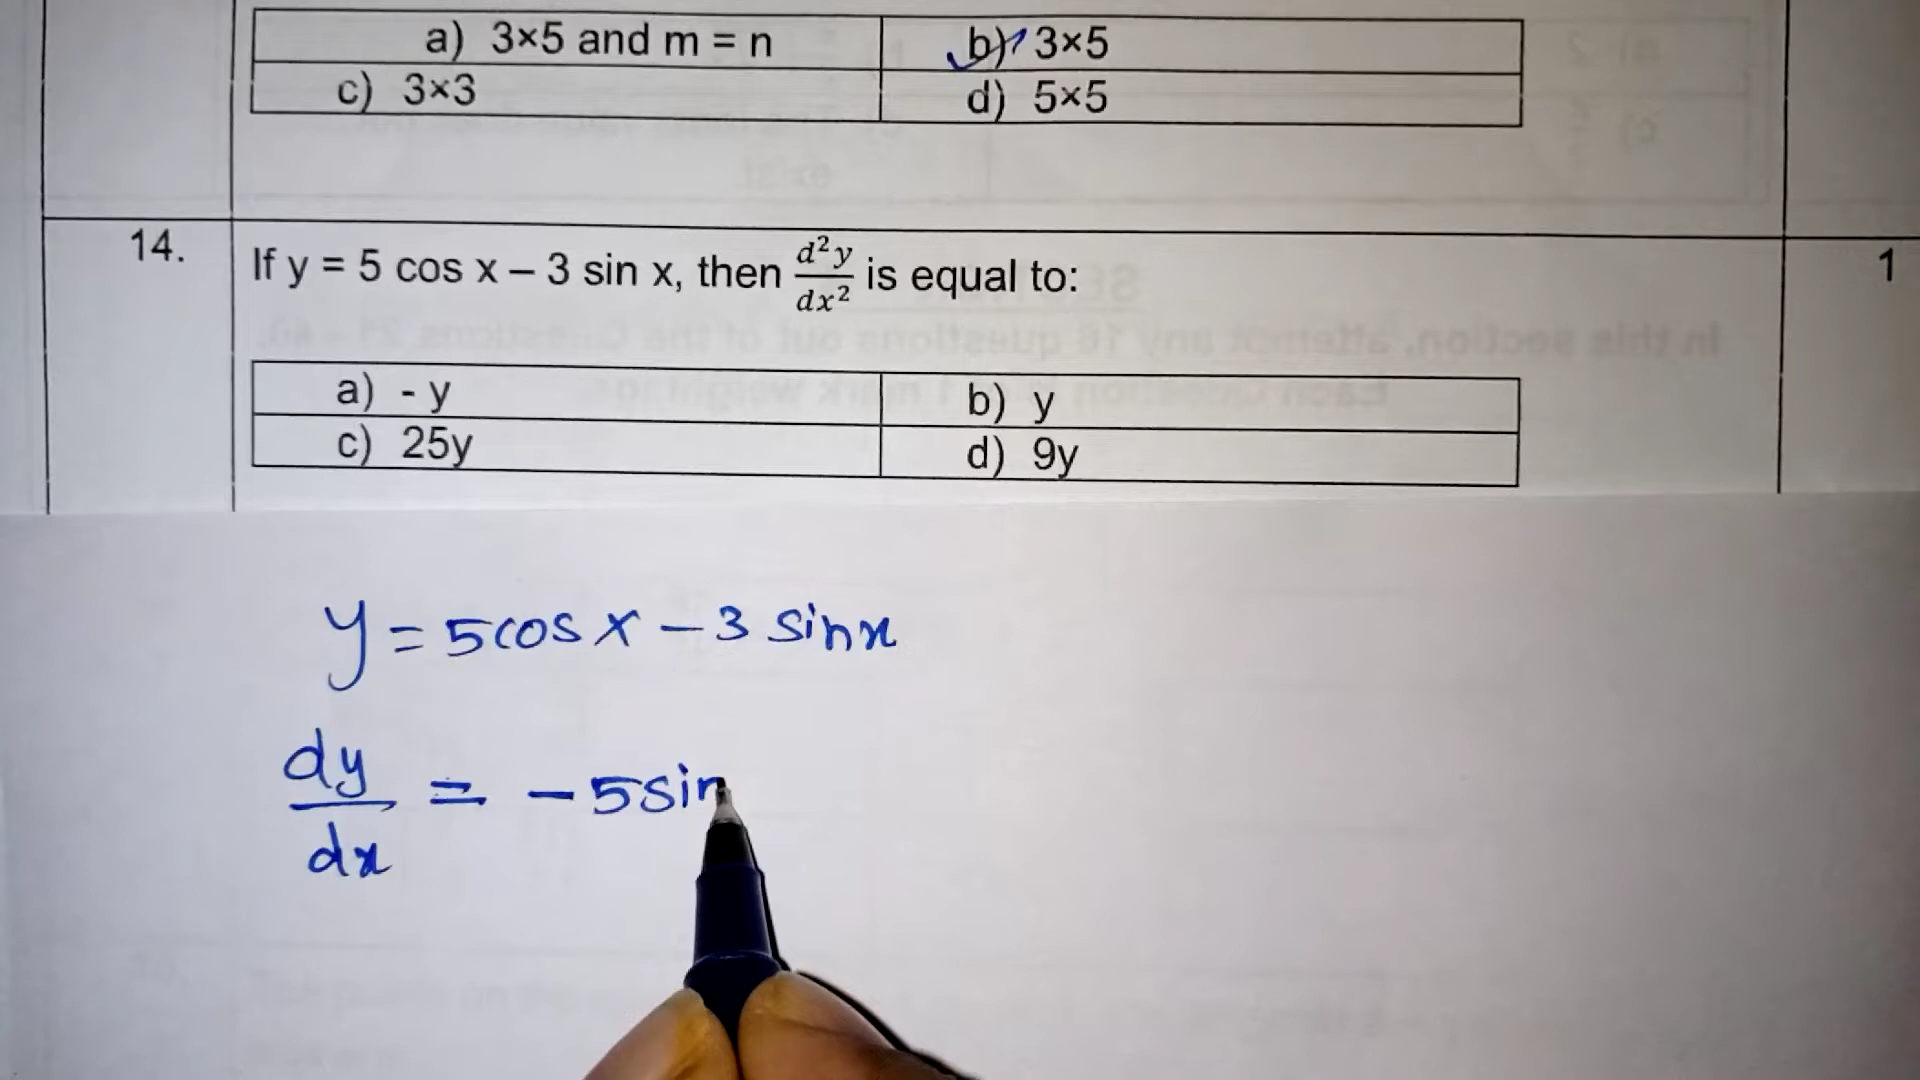 a) 3×5 and m = n b) 3×5
c) 3×3 d) 5×5
14. If y = 5 cos x – 3 sin x, then d²y/dx² is equal to: 1
a) - y b) y
c) 25y d) 9y
y = 5cos x – 3 sinx
dy/dx = – 5sin